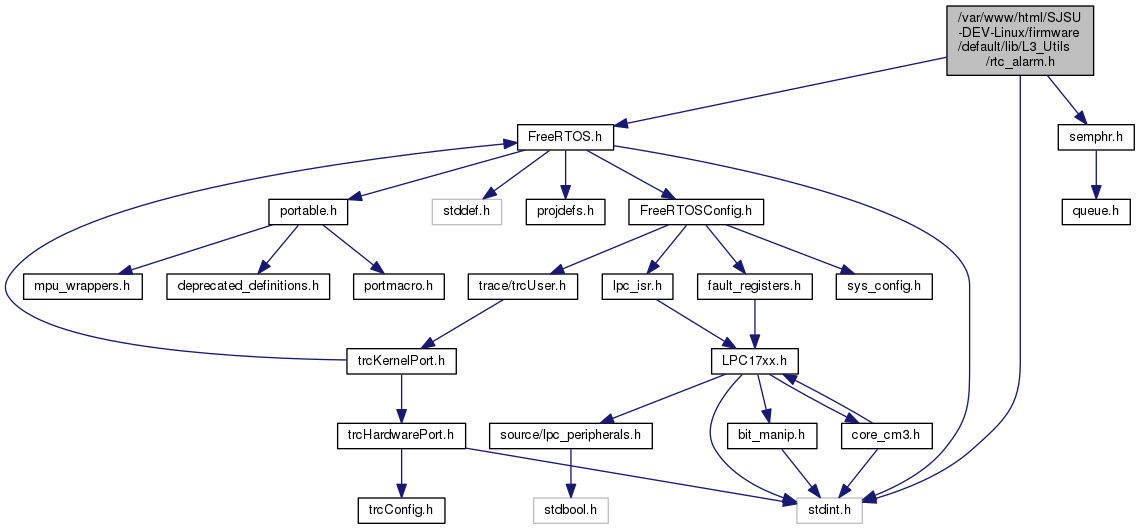 /var/www/html/SJSU
-DEV-Linux/firmware
/default/lib/L3_Utils
/rtc_alarm.h
FreeRTOS.h
semphr.h
portable.h
stddef.h
projdefs.h
FreeRTOSConfig.h
queue.h
mpu_wrappers.h
deprecated_definitions.h
portmacro.h
trace/trcUser.h
lpc_isr.h
fault_registers.h
sys_config.h
trcKernelPort.h
LPC17xx.h
trcHardwarePort.h
source/lpc_peripherals.h
bit_manip.h
core_cm3.h
trcConfig.h
stdbool.h
stdint.h